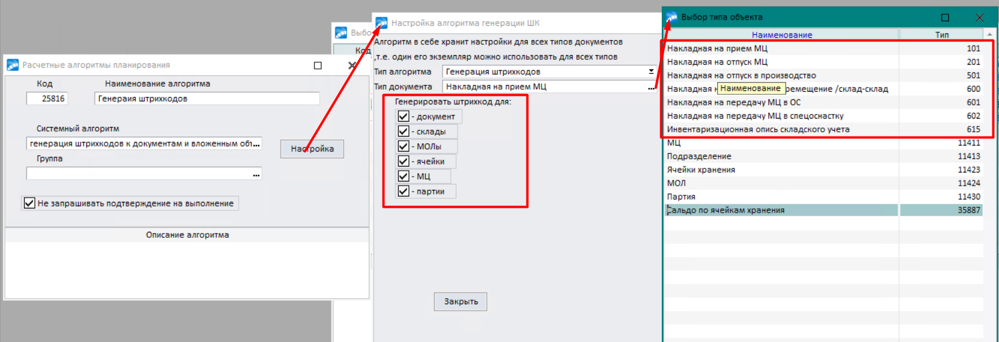 Расчетные алгоритмы планирования
Код
Наименование алгоритма
25816
Генераия штрихкодов
Системный алгоритм
генерация штрихкодов к документам и вложенным об...
Настройка
Группа
...
Не запрашивать подтверждение на выполнение
Описание алгоритма
Выбо
Код
Настройка алгоритма генерации ШК
Алгоритм в себе хранит настройки для всех типов документов
,т.е. один его экземпляр можно использовать для всех типов
Тип алгоритма
Генерация штрихкодов
Тип документа
Накладная на прием МЦ
...
Генерировать штрихкод для:
- документ
- склады
- МОЛы
- ячейки
- МЦ
- партии
Закрыть
Выбор типа объекта
Наименование Тип
Накладная на прием МЦ 101
Накладная на отпуск МЦ 201
Накладная на отпуск в производство 501
Накладная Наименование ремещение /склад-склад 600
Накладная на передачу МЦ в ОС 601
Накладная на передачу МЦ в спецоснастку 602
Инвентаризационная опись складского учета 615
МЦ 11411
Подразделение 11413
Ячейки хранения 11423
МОЛ 11424
Партия 11430
Сальдо по ячейкам хранения 35887